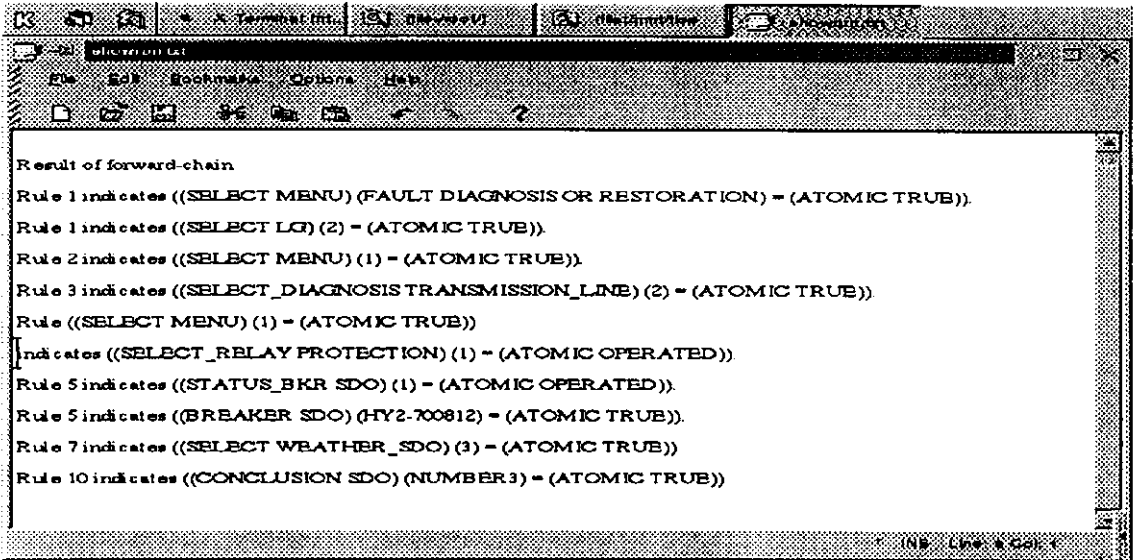 File Edit Bookmarks Options Help
?
Result of forward-chain
Rule 1 indicates ((SELECT MENU) (FAULT DIAGNOSIS OR RESTORATION) = (ATOMIC TRUE)).
Rule 1 indicates ((SELECT LG) (2) = (ATOMIC TRUE)).
Rule 2 indicates ((SELECT MENU) (1) = (ATOMIC TRUE)).
Rule 3 indicates ((SELECT_DIAGNOSIS TRANSMISSION_LINE) (2) = (ATOMIC TRUE)).
Rule ((SELECT MENU) (1) = (ATOMIC TRUE))
indicates ((SELECT_RELAY PROTECTION) (1) = (ATOMIC OPERATED)).
Rule 5 indicates ((STATUS_BKR SDO) (1) = (ATOMIC OPERATED)).
Rule 5 indicates ((BREAKER SDO) (HY2-700812) = (ATOMIC TRUE)).
Rule 7 indicates ((SELECT WEATHER_SDO) (3) = (ATOMIC TRUE))
Rule 10 indicates ((CONCLUSION SDO) (NUMBER3) = (ATOMIC TRUE))
INS Line: Col: